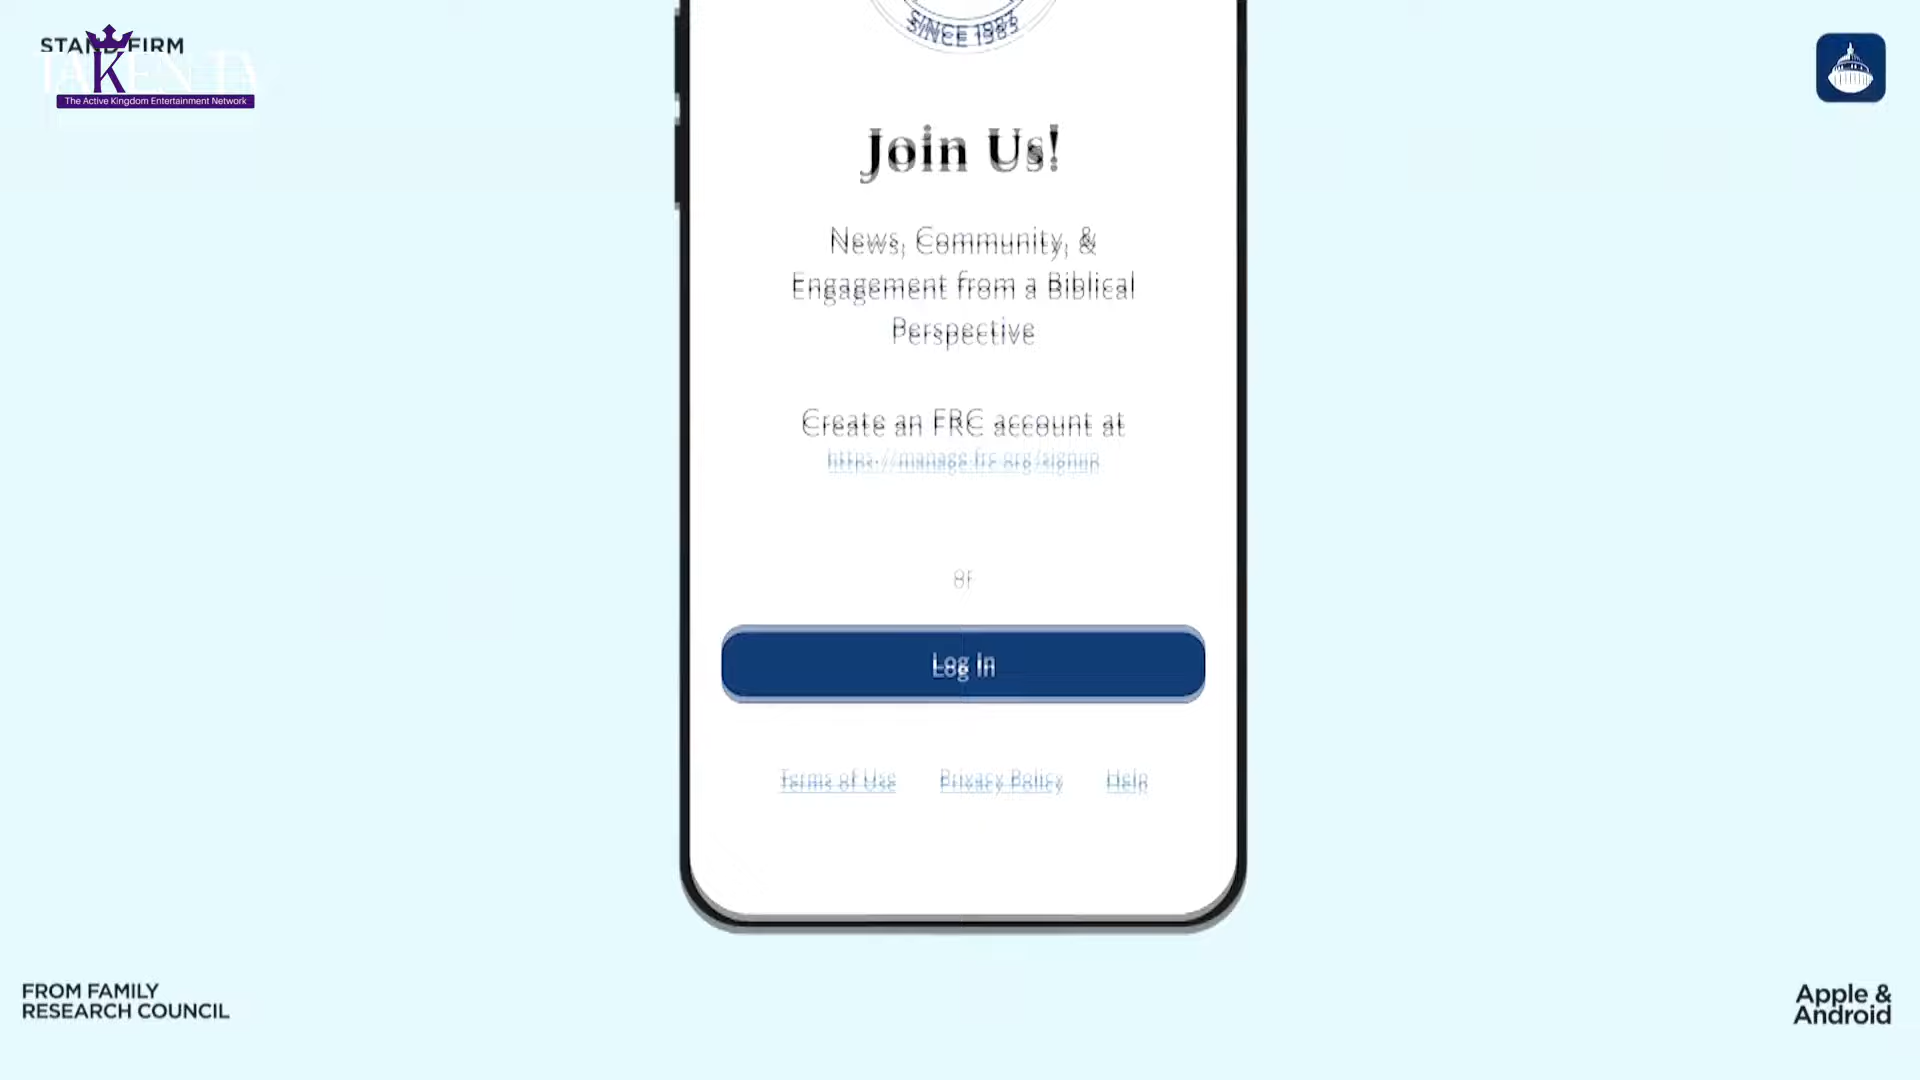 STAND FIRM
K
The Active Kingdom Entertainment Network
SINCE 1983
Join Us!
News, Community, &
Engagement from a Biblical
Perspective
Create an FRC account at
https://manage.frc.org/signup
or
Log In
Terms of Use
Privacy Policy
Help
FROM FAMILY
RESEARCH COUNCIL
Apple &
Android